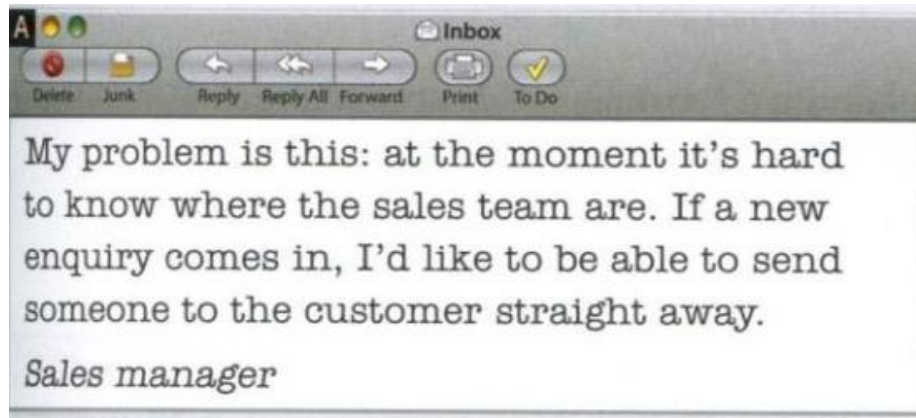 A
Inbox
Delete Junk Reply Reply All Forward Print To Do
My problem is this: at the moment it's hard
to know where the sales team are. If a new
enquiry comes in, I'd like to be able to send
someone to the customer straight away.
Sales manager